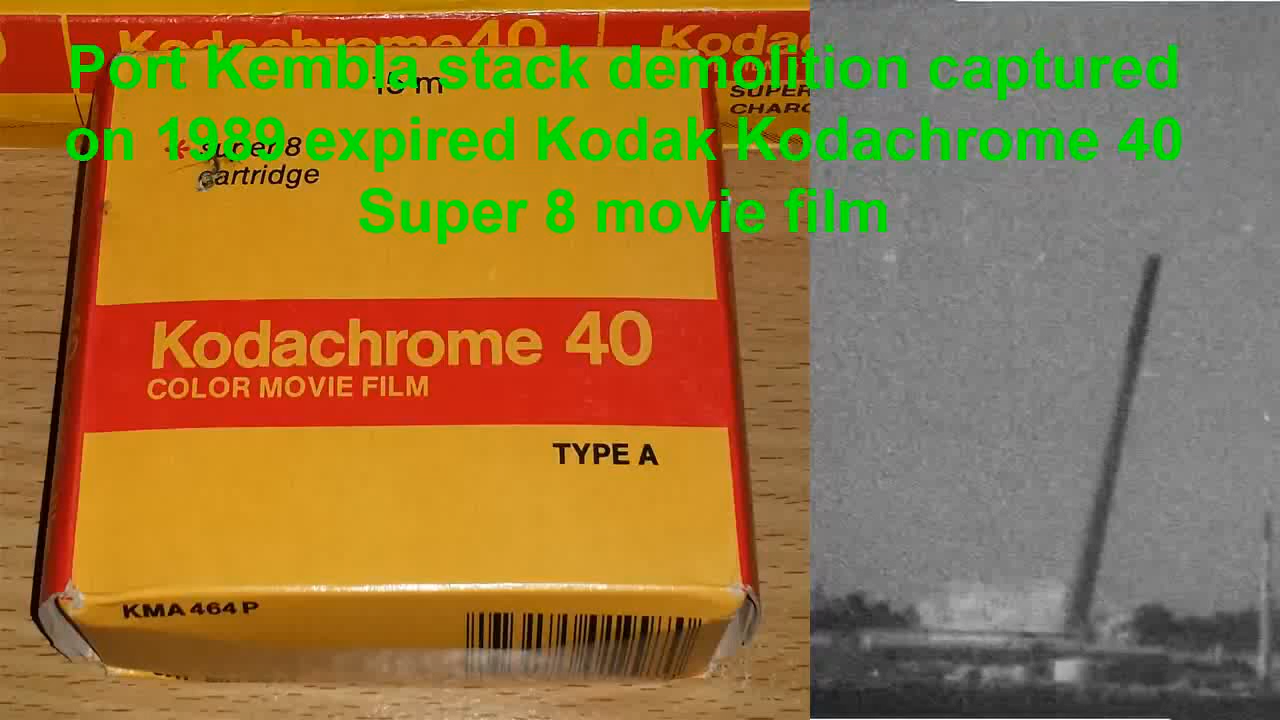 Kodachrome 40
Port Kembla stack demolition captured
on 1989 expired Kodak Kodachrome 40
Super 8 movie film
15 m
SUPER
super 8
cartridge
Kodachrome 40
COLOR MOVIE FILM
TYPE A
KMA 464 P